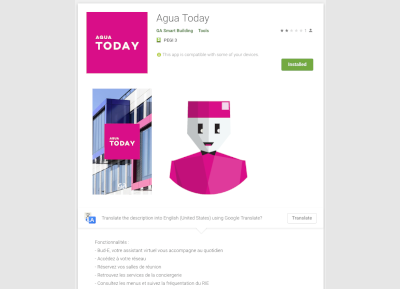 AGUA
TODAY
Agua Today
GA Smart Building Tools
PEGI 3
This app is compatible with some of your devices.
Installed
AGUA
TODAY
Translate the description into English (United States) using Google Translate?
Translate
Fonctionnalités :
- Bud-E, votre assistant virtuel vous accompagne au quotidien
- Accédez à votre réseau
- Réservez vos salles de réunion
- Retrouvez les services de la conciergerie
- Consultez les menus et suivez la fréquentation du RIE